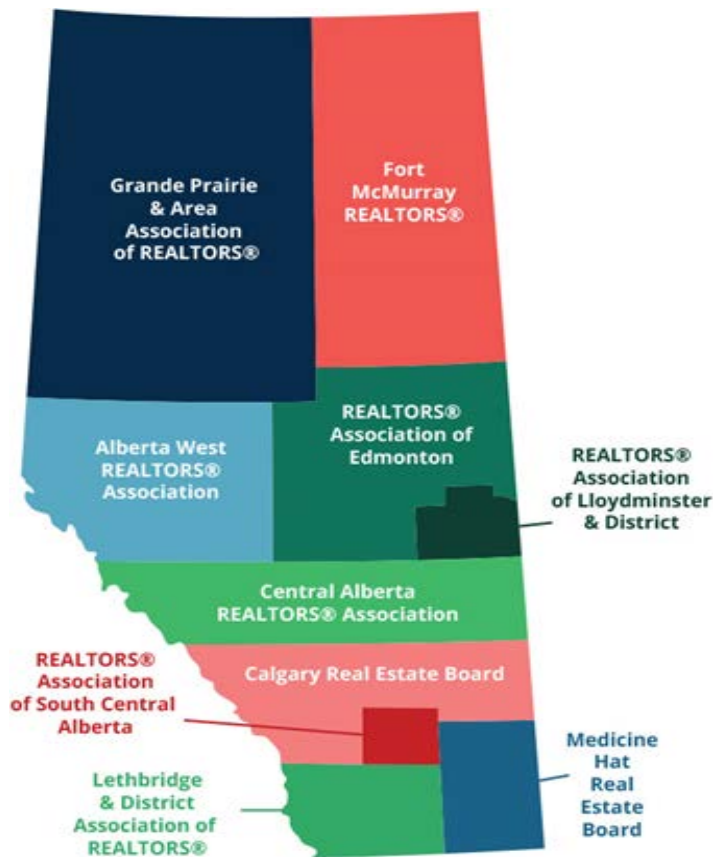 Grande Prairie
& Area
Association
of REALTORS®
Fort
McMurray
REALTORS®
Alberta West
REALTORS®
Association
REALTORS®
Association of
Edmonton
REALTORS®
Association
of Lloydminster
& District
Central Alberta
REALTORS® Association
REALTORS®
Association
of South Central
Alberta
Calgary Real Estate Board
Lethbridge
& District
Association of
REALTORS®
Medicine
Hat
Real
Estate
Board